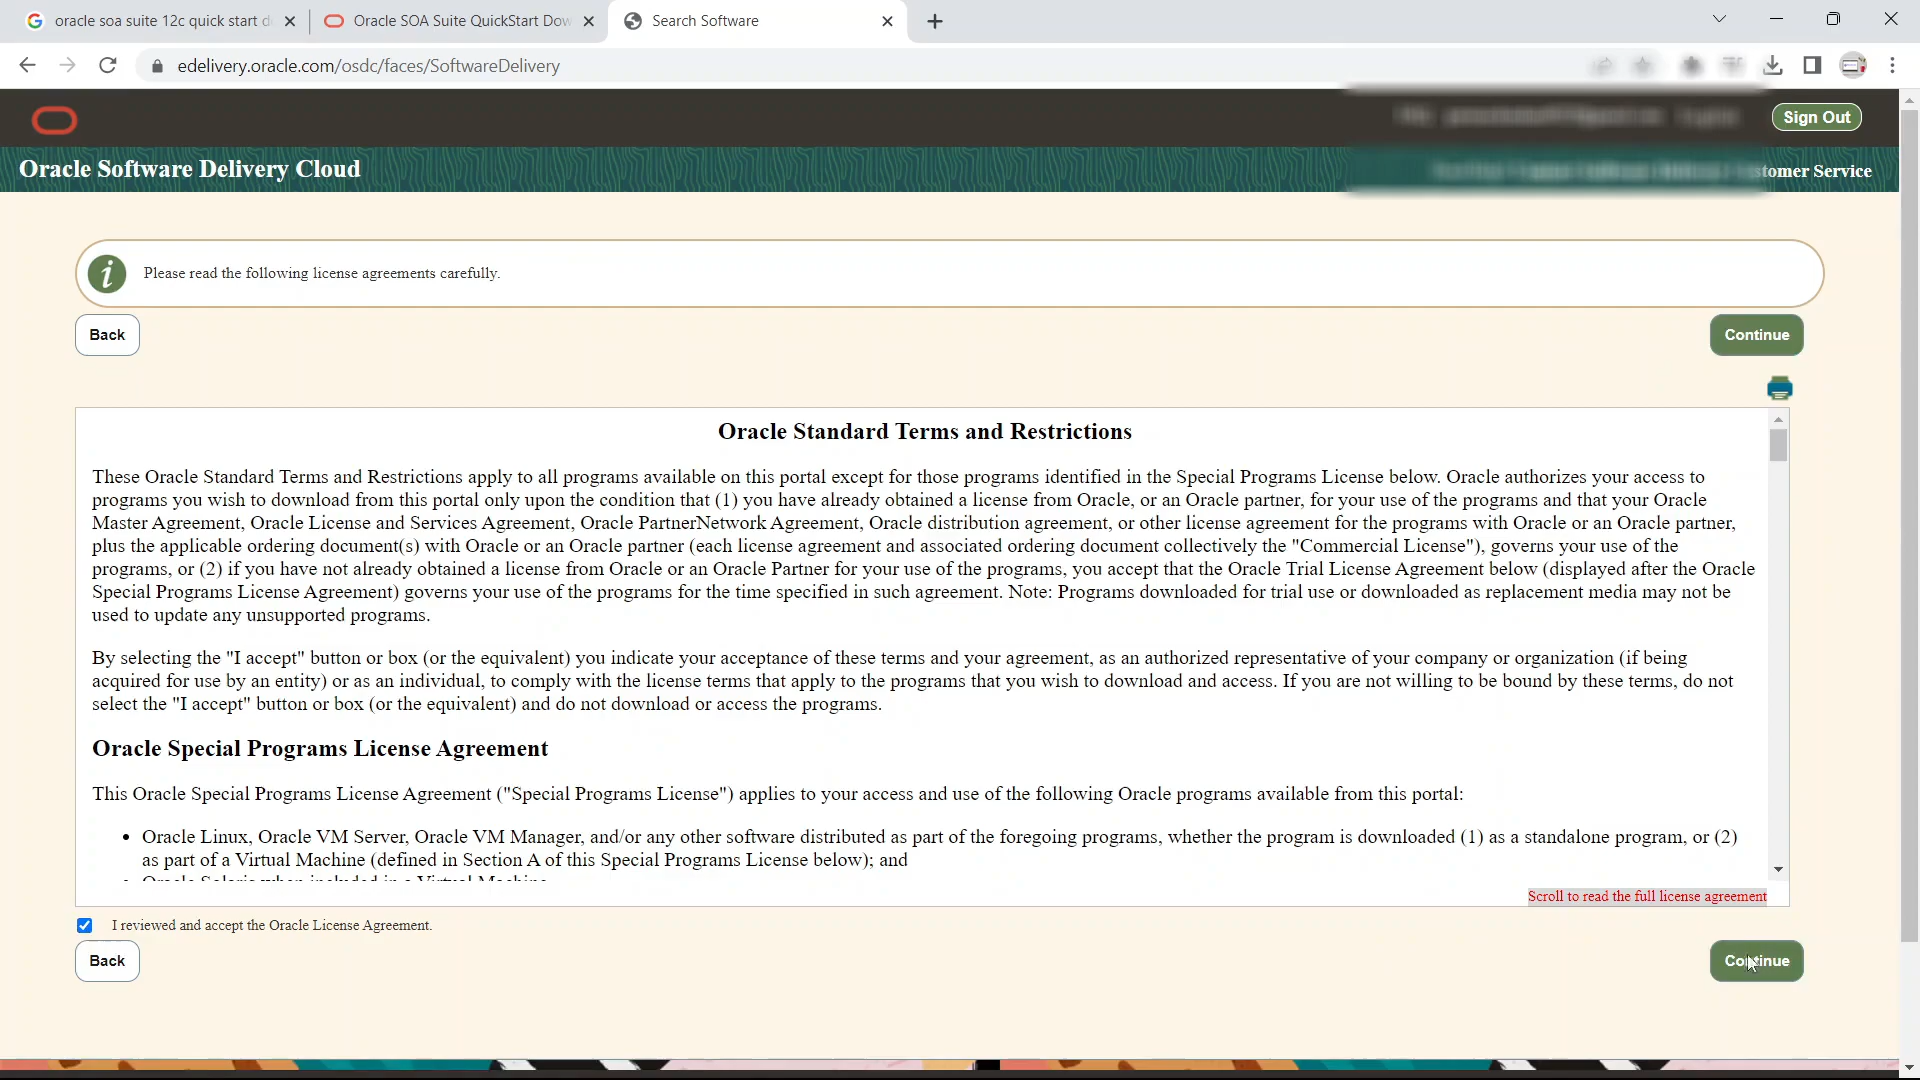 oracle soa suite 12c quick start d
Oracle SOA Suite QuickStart Dow
Search Software
edelivery.oracle.com/osdc/faces/SoftwareDelivery
Sign Out
Oracle Software Delivery Cloud
tomer Service
Please read the following license agreements carefully.
Back
Continue
Oracle Standard Terms and Restrictions
These Oracle Standard Terms and Restrictions apply to all programs available on this portal except for those programs identified in the Special Programs License below. Oracle authorizes your access to
programs you wish to download from this portal only upon the condition that (1) you have already obtained a license from Oracle, or an Oracle partner, for your use of the programs and that your Oracle
Master Agreement, Oracle License and Services Agreement, Oracle PartnerNetwork Agreement, Oracle distribution agreement, or other license agreement for the programs with Oracle or an Oracle partner,
plus the applicable ordering document(s) with Oracle or an Oracle partner (each license agreement and associated ordering document collectively the "Commercial License"), governs your use of the
programs, or (2) if you have not already obtained a license from Oracle or an Oracle Partner for your use of the programs, you accept that the Oracle Trial License Agreement below (displayed after the Oracle
Special Programs License Agreement) governs your use of the programs for the time specified in such agreement. Note: Programs downloaded for trial use or downloaded as replacement media may not be
used to update any unsupported programs.
By selecting the "I accept" button or box (or the equivalent) you indicate your acceptance of these terms and your agreement, as an authorized representative of your company or organization (if being
acquired for use by an entity) or as an individual, to comply with the license terms that apply to the programs that you wish to download and access. If you are not willing to be bound by these terms, do not
select the "I accept" button or box (or the equivalent) and do not download or access the programs.
Oracle Special Programs License Agreement
This Oracle Special Programs License Agreement ("Special Programs License") applies to your access and use of the following Oracle programs available from this portal:
• Oracle Linux, Oracle VM Server, Oracle VM Manager, and/or any other software distributed as part of the foregoing programs, whether the program is downloaded (1) as a standalone program, or (2)
as part of a Virtual Machine (defined in Section A of this Special Programs License below); and
• Oracle Solaris when included in a Virtual Machine
Scroll to read the full license agreement
I reviewed and accept the Oracle License Agreement.
Back
Continue